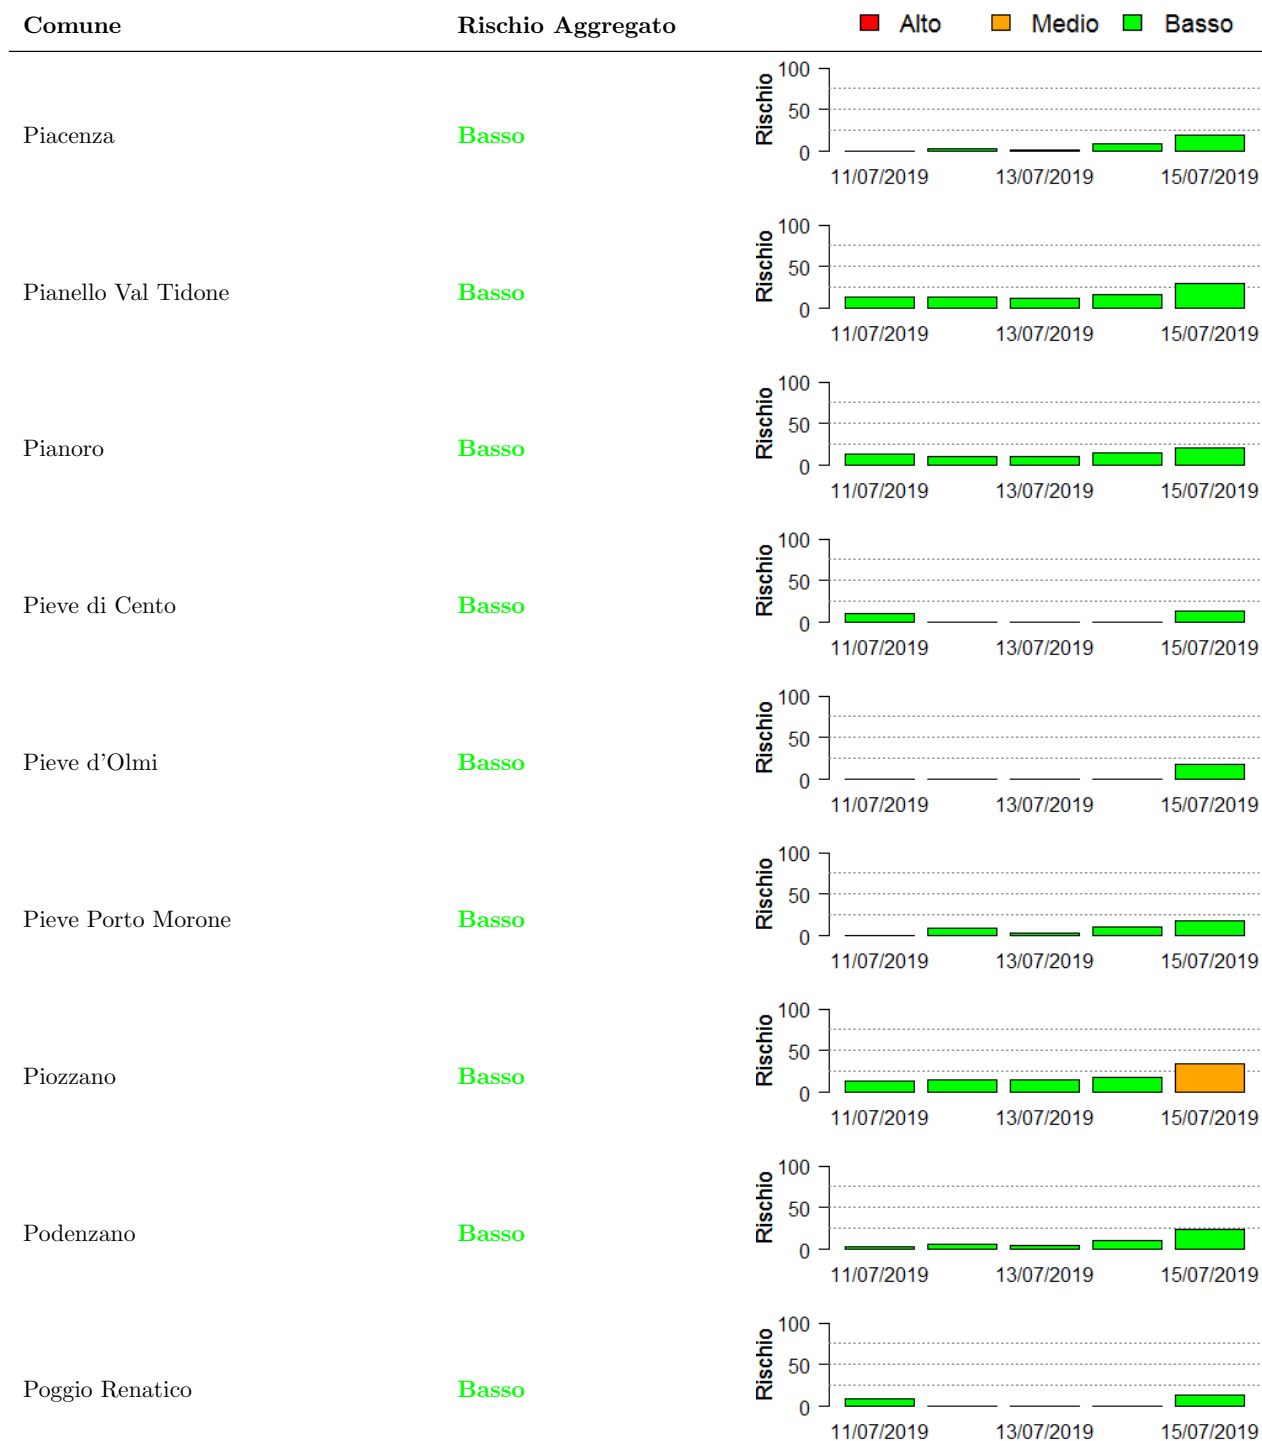 Comune Rischio Aggregato Alto Medio Basso
100
50
0
Rischio
Piacenza Basso
11/07/2019 13/07/2019 15/07/2019
100
50
0
Rischio
Pianello Val Tidone Basso
11/07/2019 13/07/2019 15/07/2019
100
50
0
Rischio
Pianoro Basso
11/07/2019 13/07/2019 15/07/2019
100
50
0
Rischio
Pieve di Cento Basso
11/07/2019 13/07/2019 15/07/2019
100
50
0
Rischio
Pieve d'Olmi Basso
11/07/2019 13/07/2019 15/07/2019
100
50
0
Rischio
Pieve Porto Morone Basso
11/07/2019 13/07/2019 15/07/2019
100
50
0
Rischio
Piozzano Basso
11/07/2019 13/07/2019 15/07/2019
100
50
0
Rischio
Podenzano Basso
11/07/2019 13/07/2019 15/07/2019
100
50
0
Rischio
Poggio Renatico Basso
11/07/2019 13/07/2019 15/07/2019